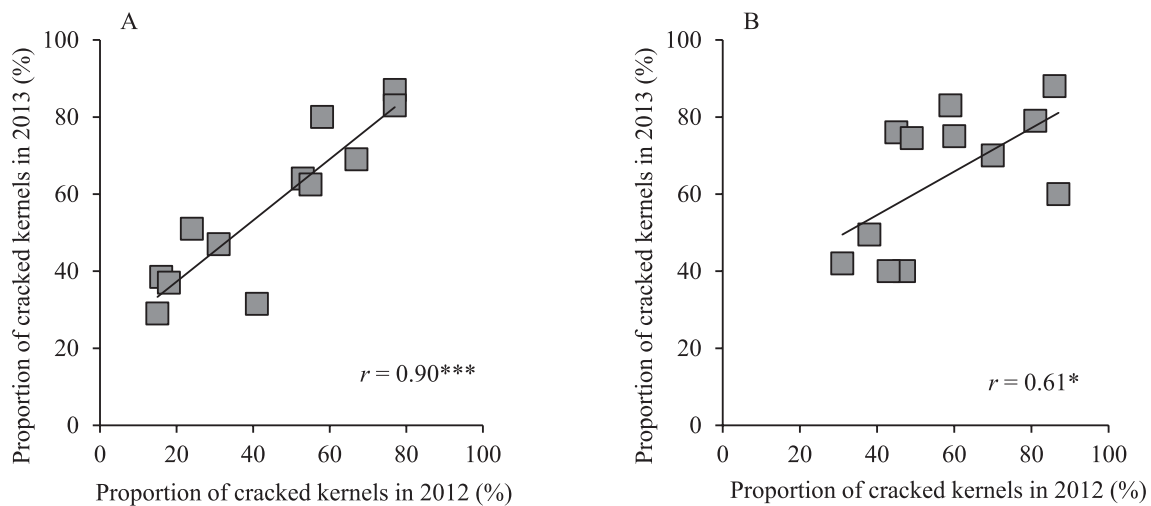 A
Proportion of cracked kernels in 2013 (%)
100
80
60
40
20
0
r = 0.90***
0 20 40 60 80 100
Proportion of cracked kernels in 2012 (%)
B
Proportion of cracked kernels in 2013 (%)
100
80
60
40
20
0
r = 0.61*
0 20 40 60 80 100
Proportion of cracked kernels in 2012 (%)